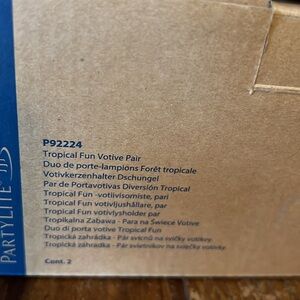 PARTYLITE
P92224
Tropical Fun Votive Pair
Duo de porte-lampions Forêt tropicale
Votivkerzenhalter Dschungel
Par de Portavotivas Diversión Tropical
Tropical Fun -votiivisomiste, pari
Tropical Fun votivljushållare, par
Tropical Fun votivlysholder par
Tropikalna Zabawa - Para na Świece Votive
Duo di porta votive Tropical Fun
Tropická zahrádka - Pár svícnů na svíčky votivky.
Tropická záhradka - Pár svietnikov na sviečky votívky.
Cont. 2